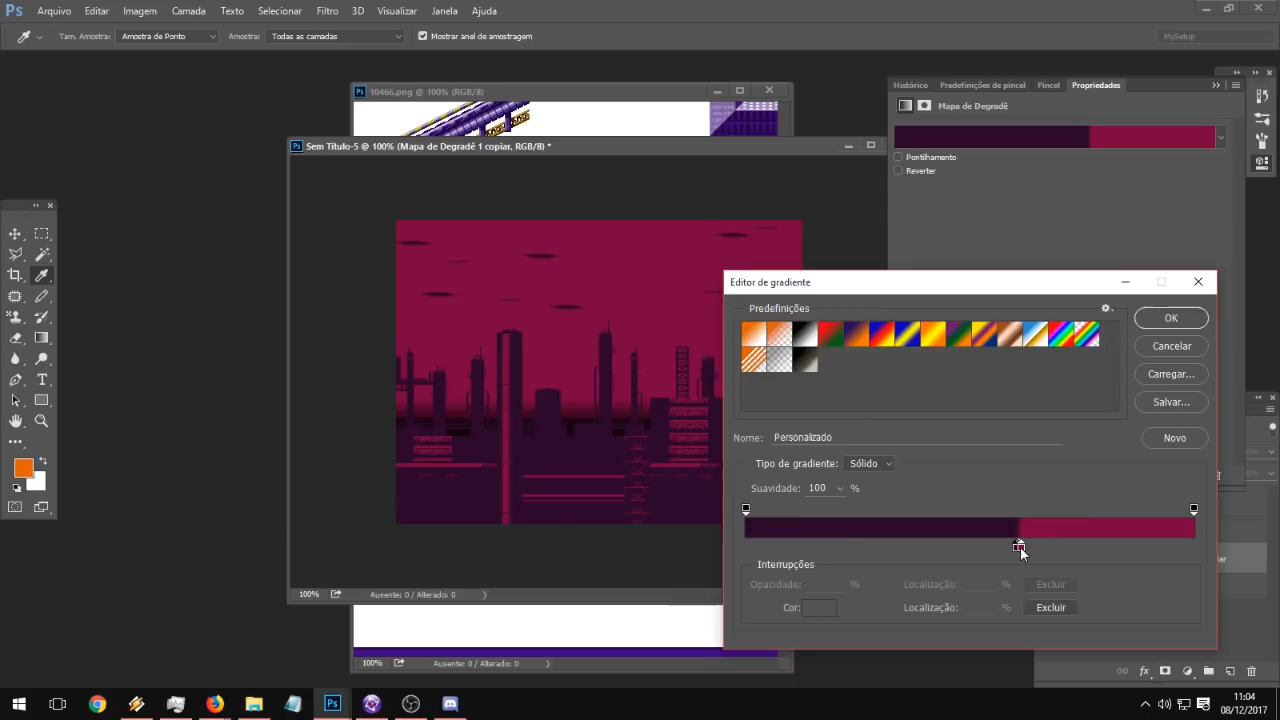 Ps Arquivo Editar Imagem Camada Texto Selecionar Filtro 3D Visualizar Janela Ajuda
Tam. Amostra: Amostra de Ponto Amostra: Todas as camadas Mostrar anel de amostragem MySetup
Histórico Predefinições de pincel Pincel Propriedades
10466.png @ 100% (RGB/8)
Mapa de Degradê
Sem Título-5 @ 100% (Mapa de Degradê 1 copiar, RGB/8) *
Pontilhamento
Reverter
Editor de gradiente
Predefinições
OK
Cancelar
Carregar...
Salvar...
Nome: Personalizado Novo
Tipo de gradiente: Sólido
Suavidade: 100 %
Interrupções
Opacidade: % Localização: % Excluir
Cor: Localização: % Excluir
100% Ausente: 0 / Alterado: 0
100% Ausente: 0 / Alterado: 0
fx
Ps 11:04
08/12/2017